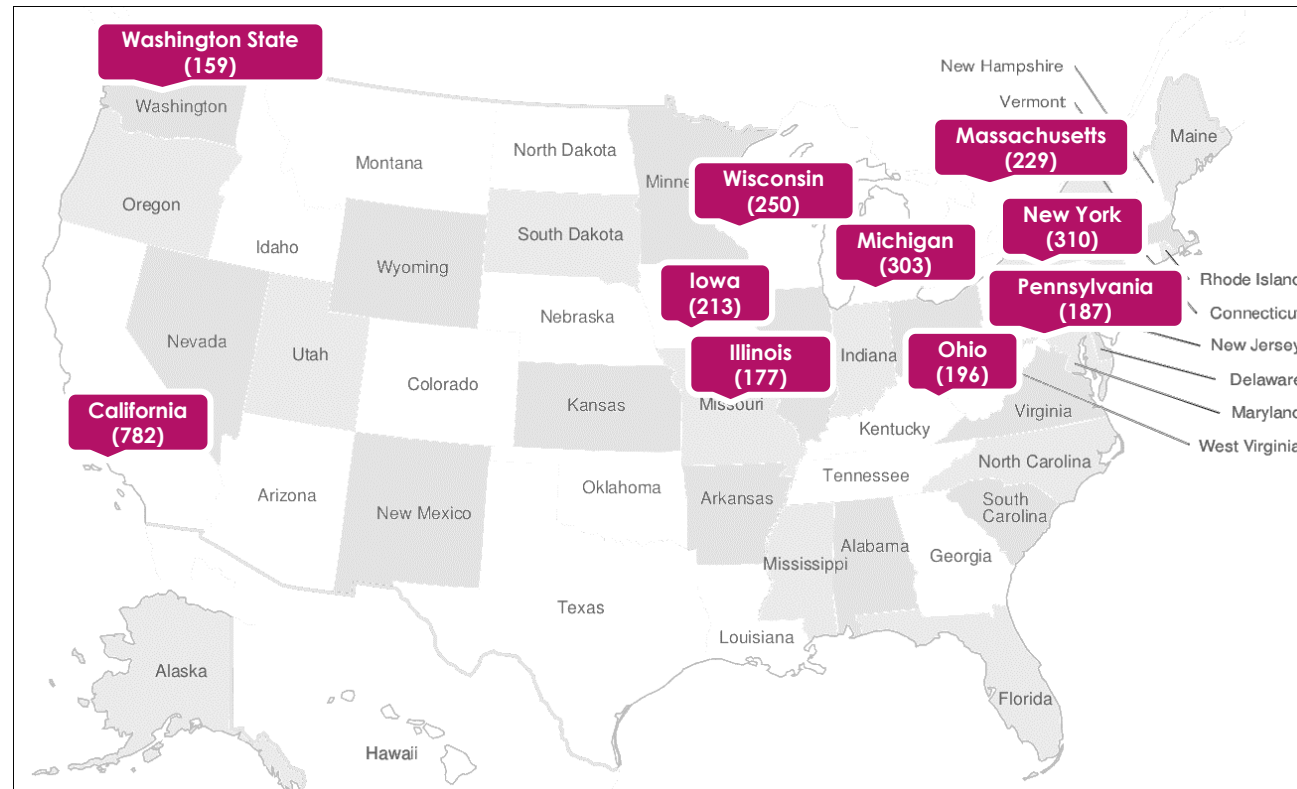 Washington State
(159)
Washington
New Hampshire
Vermont
Massachusetts
(229)
Maine
Montana
North Dakota
Minne
Wisconsin
(250)
Oregon
Idaho
Wyoming
South Dakota
Michigan
(303)
New York
(310)
Rhode Island
Iowa
(213)
Pennsylvania
(187)
Connecticut
Nevada
Utah
Nebraska
Illinois
(177)
Indiana
Ohio
(196)
New Jersey
Delaware
Colorado
Kansas
Missouri
Virginia
Maryland
California
(782)
Kentucky
West Virginia
Tennessee
North Carolina
Arizona
New Mexico
Oklahoma
Arkansas
South
Carolina
Mississippi
Alabama
Georgia
Texas
Louisiana
Alaska
Hawaii
Florida